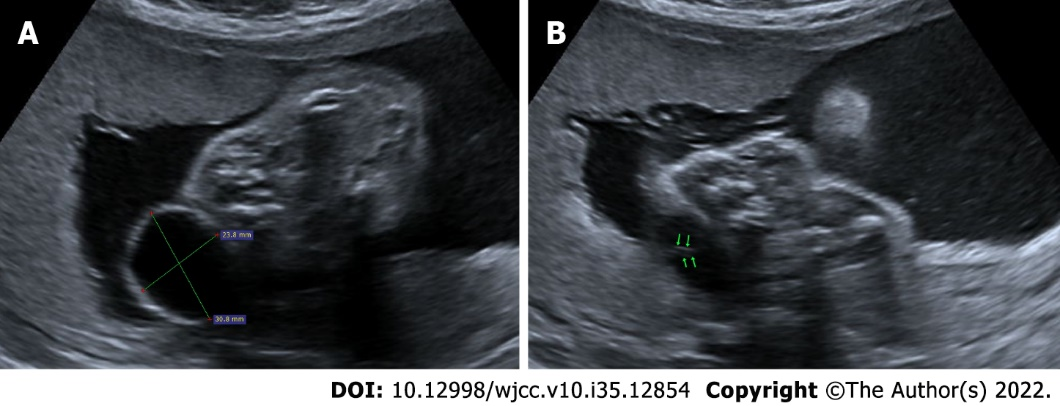 A
B
23.8 mm
30.8 mm
DOI: 10.12998/wjcc.v10.i35.12854 Copyright ©The Author(s) 2022.